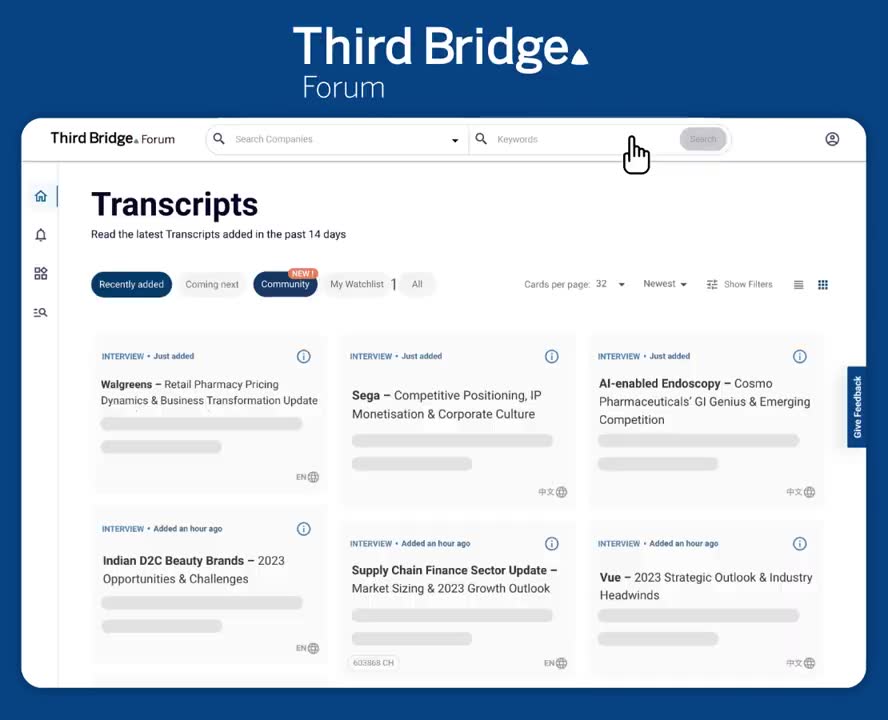 Third Bridge
Forum
Third Bridge Forum
Search Companes
Keywords
Search
Transcripts
Read the latest Transcripts added in the past 14 days
Recently added
Coming next
Community
NEW !
My Watchlist
1
All
Cards per page: 32
Newest
Show Filters
INTERVIEW • Just added
Walgreens – Retail Pharmacy Pricing
Dynamics & Business Transformation Update
EN
INTERVIEW • Just added
Sega – Competitive Positioning, IP
Monetisation & Corporate Culture
中文
INTERVIEW • Just added
AI-enabled Endoscopy – Cosmo
Pharmaceuticals’ GI Genius & Emerging
Competition
中文
Give Feedback
INTERVIEW • Added an hour ago
Indian D2C Beauty Brands – 2023
Opportunities & Challenges
EN
INTERVIEW • Added an hour ago
Supply Chain Finance Sector Update –
Market Sizing & 2023 Growth Outlook
603868 CH
EN
INTERVIEW • Added an hour ago
Vue – 2023 Strategic Outlook & Industry
Headwinds
中文